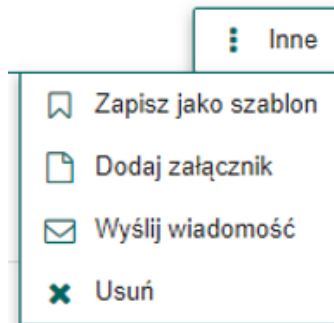 Inne
Zapisz jako szablon
Dodaj załącznik
Wyślij wiadomość
Usuń